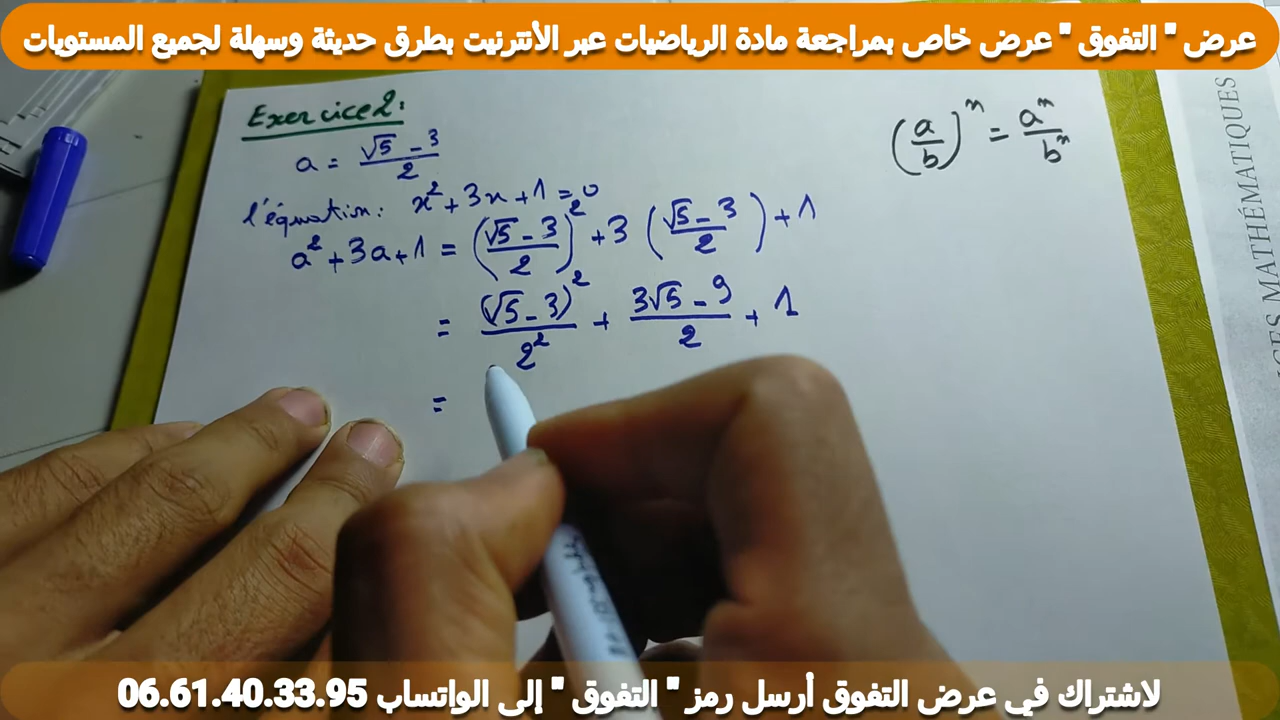 عرض " التفوق " عرض خاص بمراجعة مادة الرياضيات عبر الأنترنيت بطرق حديثة وسهلة لجميع المستويات
Exercice 2:
a = (√5 - 3)/2
l'équation: x² + 3x + 1 = 0
a² + 3a + 1 = ((√5 - 3)/2)² + 3 ((√5 - 3)/2) + 1
= (√5 - 3)²/2² + (3√5 - 9)/2 + 1
=
(a/b)ⁿ = aⁿ/bⁿ
MATHÉMATIQUES
لاشتراك في عرض التفوق أرسل رمز " التفوق " إلى الواتساب 06.61.40.33.95